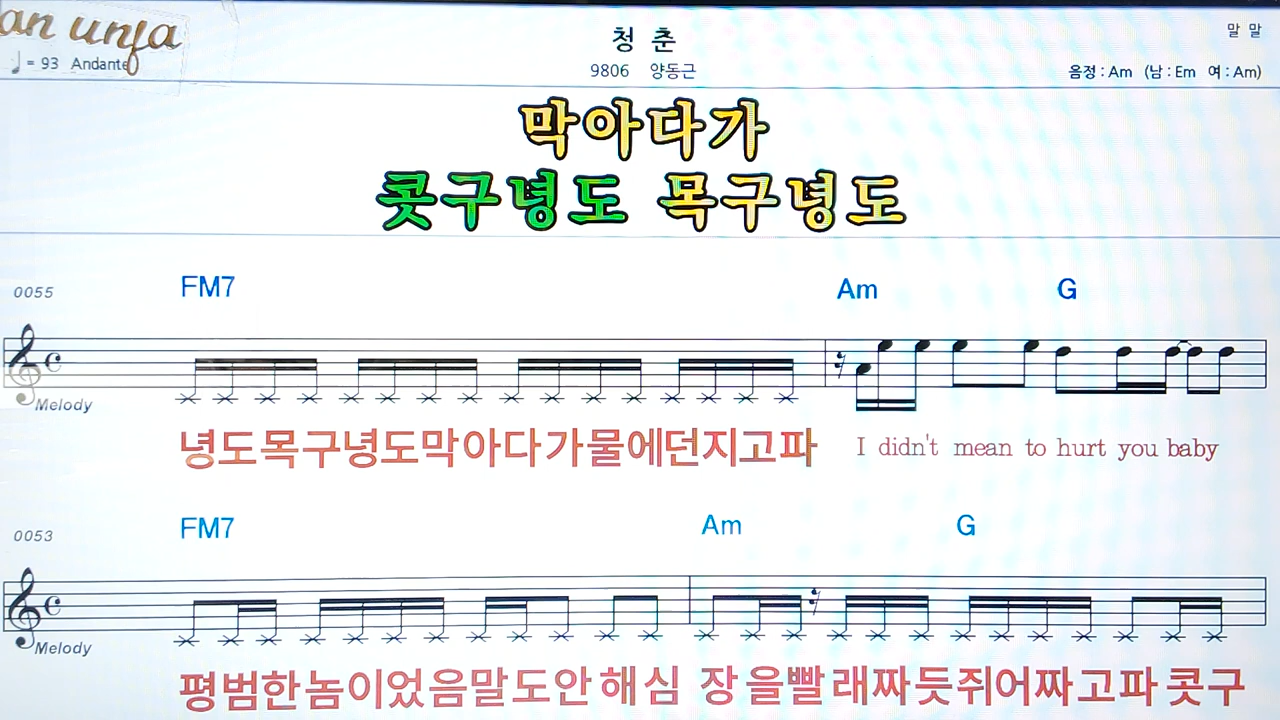 an unfa
청 춘
말 말
♩ = 93 Andante
9806 양동근
음정 : Am (남 : Em 여 : Am)
막아다가
콧구녕도 목구녕도
FM7 Am G
0055
Melody
녕도목구녕도막아다가물에던지고파 I didn't mean to hurt you baby
FM7 Am G
0053
Melody
평범한놈이었음말도안해심 장을빨래짜듯쥐어짜고파콧구